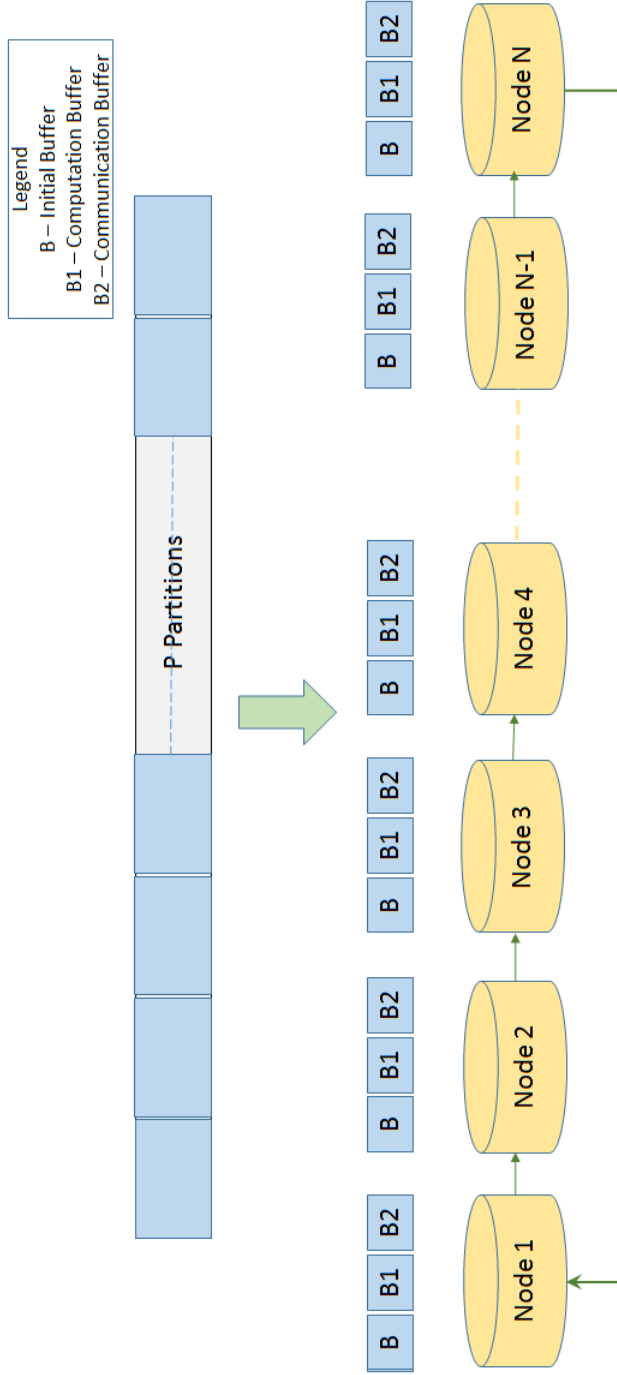 Legend
B – Initial Buffer
B1 – Computation Buffer
B2 – Communication Buffer
P Partitions
B B1 B2
B B1 B2
B B1 B2
B B1 B2
B B1 B2
B B1 B2
Node 1
Node 2
Node 3
Node 4
Node N-1
Node N